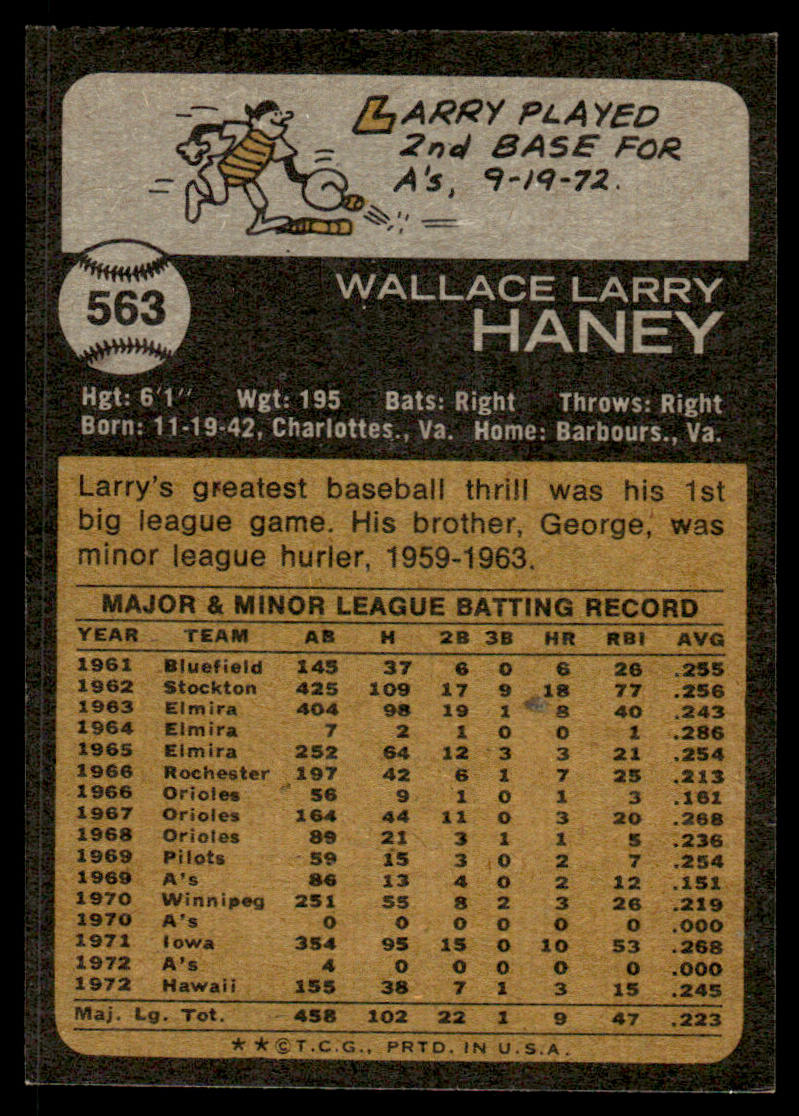 LARRY PLAYED
2nd BASE FOR
A's, 9-19-72.
563
WALLACE LARRY
HANEY
Hgt: 6'1" Wgt: 195 Bats: Right Throws: Right
Born: 11-19-42, Charlottes., Va. Home: Barbours., Va.
Larry's greatest baseball thrill was his 1st
big league game. His brother, George, was
minor league hurler, 1959-1963.
MAJOR & MINOR LEAGUE BATTING RECORD
YEAR TEAM AB H 2B 3B HR RBI AVG
1961 Bluefield 145 37 6 0 6 26 .255
1962 Stockton 425 109 17 9 18 77 .256
1963 Elmira 404 98 19 1 8 40 .243
1964 Elmira 7 2 1 0 0 1 .286
1965 Elmira 252 64 12 3 3 21 .254
1966 Rochester 197 42 6 1 7 25 .213
1966 Orioles 56 9 1 0 1 3 .161
1967 Orioles 164 44 11 0 3 20 .268
1968 Orioles 89 21 3 1 1 5 .236
1969 Pilots 59 15 3 0 2 7 .254
1969 A's 86 13 4 0 2 12 .151
1970 Winnipeg 251 55 8 2 3 26 .219
1970 A's 0 0 0 0 0 0 .000
1971 Iowa 354 95 15 0 10 53 .268
1972 A's 4 0 0 0 0 0 .000
1972 Hawaii 155 38 7 1 3 15 .245
Maj. Lg. Tot. 458 102 22 1 9 47 .223
★★©T.C.G., PRTD. IN U.S.A.